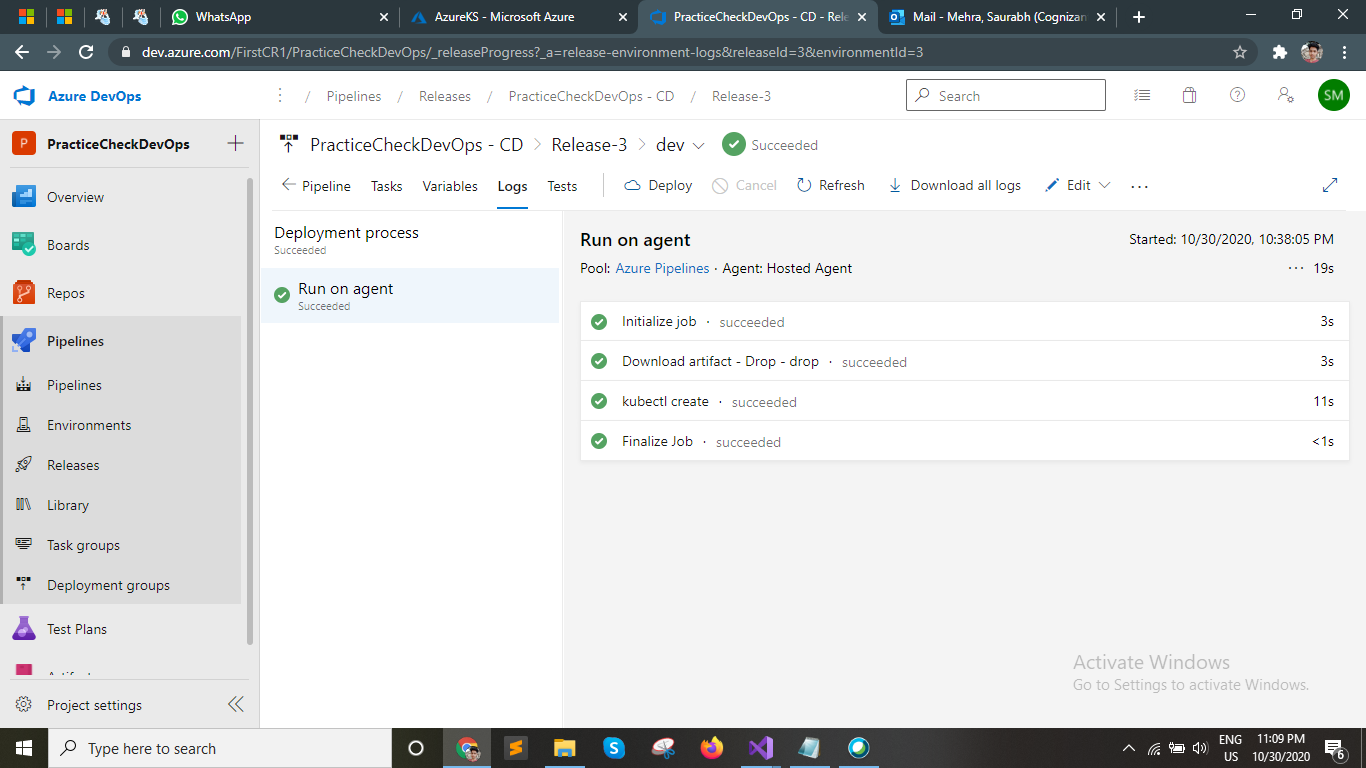 WhatsApp
AzureKS - Microsoft Azure
PracticeCheckDevOps - CD - Rele
Mail - Mehra, Saurabh (Cognizan
dev.azure.com/FirstCR1/PracticeCheckDevOps/_releaseProgress?_a=release-environment-logs&releaseId=3&environmentId=3
Azure DevOps
/ Pipelines / Releases / PracticeCheckDevOps - CD / Release-3
Search
SM
P PracticeCheckDevOps
Overview
Boards
Repos
Pipelines
Pipelines
Environments
Releases
Library
Task groups
Deployment groups
Test Plans
Artifacts
Project settings
PracticeCheckDevOps - CD > Release-3 > dev Succeeded
Pipeline Tasks Variables Logs Tests Deploy Cancel Refresh Download all logs Edit ...
Deployment process
Succeeded
Run on agent
Succeeded
Run on agent
Started: 10/30/2020, 10:38:05 PM
Pool: Azure Pipelines · Agent: Hosted Agent
... 19s
Initialize job · succeeded 3s
Download artifact - Drop - drop · succeeded 3s
kubectl create · succeeded 11s
Finalize Job · succeeded <1s
Activate Windows
Go to Settings to activate Windows.
Type here to search
ENG
US
11:09 PM
10/30/2020
6